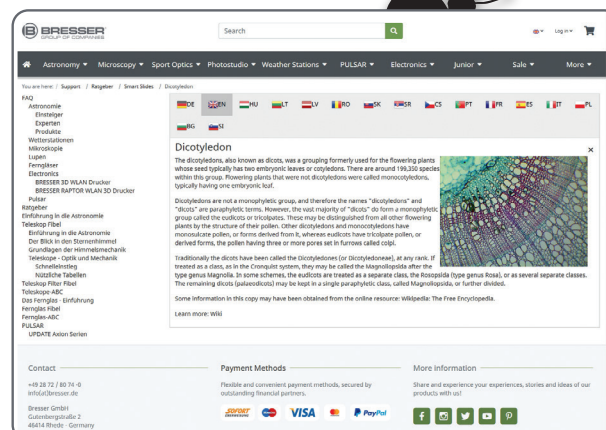 BRESSER
GROUP OF COMPANIES
Search
Log in
Astronomy Microscopy Sport Optics Photostudio Weather Stations PULSAR Electronics Junior Sale More
You are here / Support / Ratgeber / Smart Slides / Dicotyledon
FAQ
Astronomie
Einsteiger
Experten
Produkte
Wetterstationen
Mikroskopie
Lupen
Ferngläser
Electronics
BRESSER 3D WLAN Drucker
BRESSER RAPTOR WLAN 3D Drucker
Pulsar
Ratgeber
Einführung in die Astronomie
Teleskop Fibel
Einführung in die Astronomie
Der Blick in den Sternenhimmel
Grundlagen der Himmelsmechanik
Teleskope - Optik und Mechanik
Schnelleinstieg
Nützliche Tabellen
Teleskop Filter Fibel
Teleskope-ABC
Das Fernglas - Einführung
Fernglas Fibel
Fernglas-ABC
PULSAR
UPDATE Axion Serien
DE EN HU LT LV RO SK SR CS PT FR ES IT PL
BG SI
Dicotyledon
×
The dicotyledons, also known as dicots, was a grouping formerly used for the flowering plants
whose seed typically has two embryonic leaves or cotyledons. There are around 199,350 species
within this group. Flowering plants that were not dicotyledons were called monocotyledons,
typically having one embryonic leaf.
Dicotyledons are not a monophyletic group, and therefore the names "dicotyledons" and
"dicots" are paraphyletic terms. However, the vast majority of "dicots" do form a monophyletic
group called the eudicots or tricolpates. These may be distinguished from all other flowering
plants by the structure of their pollen. Other dicotyledons and monocotyledons have
monosulcate pollen, or forms derived from it, whereas eudicots have tricolpate pollen, or
derived forms, the pollen having three or more pores set in furrows called colpi.
Traditionally the dicots have been called the Dicotyledones (or Dicotyledoneae), at any rank. If
treated as a class, as in the Cronquist system, they may be called the Magnoliopsida after the
type genus Magnolia. In some schemes, the eudicots are treated as a separate class, the Rosopsida (type genus Rosa), or as several separate classes.
The remaining dicots (palaeodicots) may be kept in a single paraphyletic class, called Magnoliopsida, or further divided.
Some information in this copy may have been obtained from the online resource: Wikipedia: The Free Encyclopedia.
Learn more: Wiki
Contact
+49 28 72 / 80 74 -0
info(at)bresser.de
Bresser GmbH
Gutenbergstraße 2
46414 Rhede - Germany
Payment Methods
Flexible and convenient payment methods, secured by
outstanding financial partners.
SOFORT
ÜBERWEISUNG
VISA
PayPal
More Information
Share and experience your experiences, stories and ideas of our
products with us!